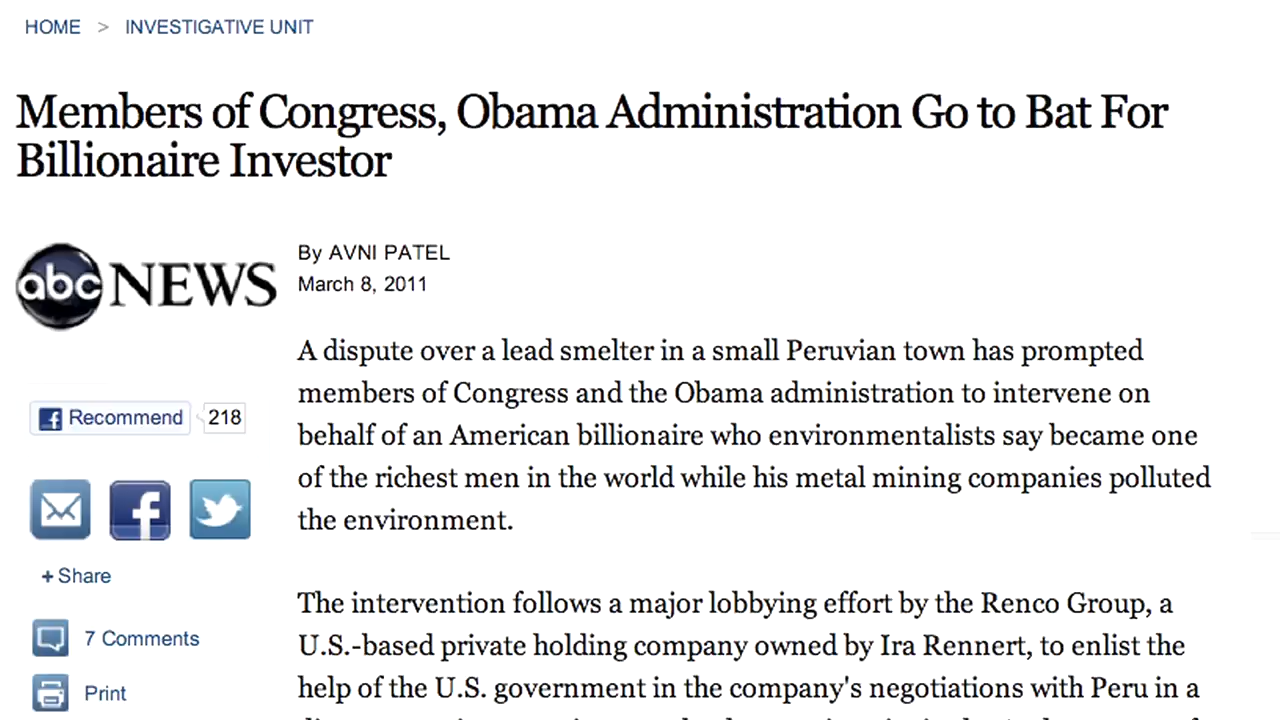 HOME > INVESTIGATIVE UNIT
Members of Congress, Obama Administration Go to Bat For
Billionaire Investor
abc NEWS
By AVNI PATEL
March 8, 2011
A dispute over a lead smelter in a small Peruvian town has prompted
members of Congress and the Obama administration to intervene on
behalf of an American billionaire who environmentalists say became one
of the richest men in the world while his metal mining companies polluted
the environment.
The intervention follows a major lobbying effort by the Renco Group, a
U.S.-based private holding company owned by Ira Rennert, to enlist the
help of the U.S. government in the company's negotiations with Peru in a
Recommend 218
+ Share
7 Comments
Print